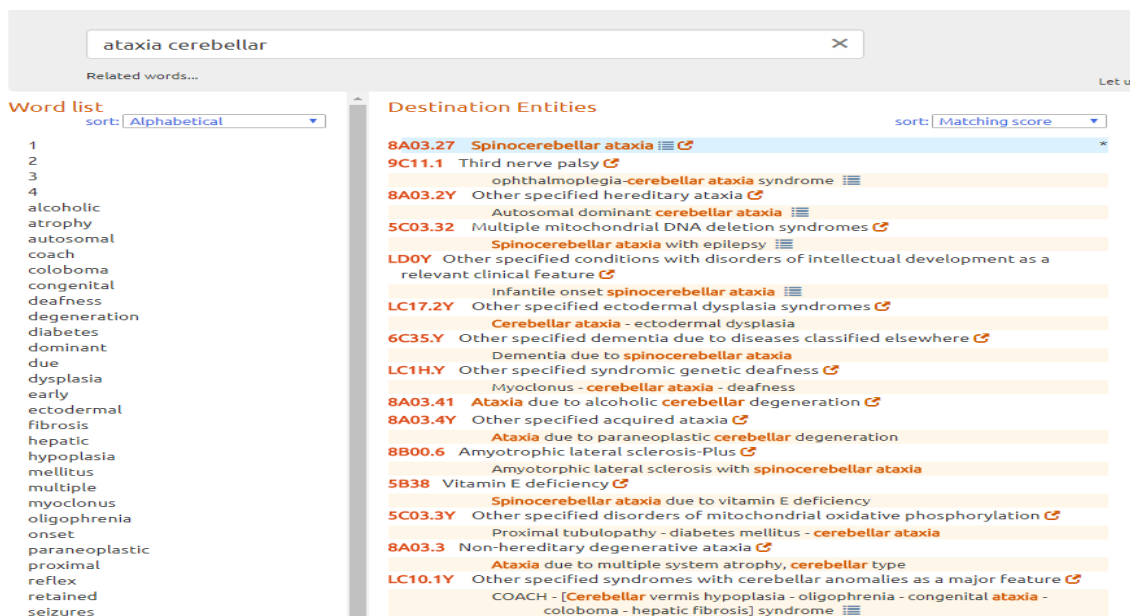 ataxia cerebellar ×
Related words...
Let u
Word list
sort: Alphabetical
1
2
3
4
alcoholic
atrophy
autosomal
coach
coloboma
congenital
deafness
degeneration
diabetes
dominant
due
dysplasia
early
ectodermal
fibrosis
hepatic
hypoplasia
mellitus
multiple
myoclonus
oligophrenia
onset
paraneoplastic
proximal
reflex
retained
seizures
Destination Entities
sort: Matching score
8A03.27 Spinocerebellar ataxia *
9C11.1 Third nerve palsy
ophthalmoplegia-cerebellar ataxia syndrome
8A03.2Y Other specified hereditary ataxia
Autosomal dominant cerebellar ataxia
5C03.32 Multiple mitochondrial DNA deletion syndromes
Spinocerebellar ataxia with epilepsy
LD0Y Other specified conditions with disorders of intellectual development as a
relevant clinical feature
Infantile onset spinocerebellar ataxia
LC17.2Y Other specified ectodermal dysplasia syndromes
Cerebellar ataxia - ectodermal dysplasia
6C35.Y Other specified dementia due to diseases classified elsewhere
Dementia due to spinocerebellar ataxia
LC1H.Y Other specified syndromic genetic deafness
Myoclonus - cerebellar ataxia - deafness
8A03.41 Ataxia due to alcoholic cerebellar degeneration
8A03.4Y Other specified acquired ataxia
Ataxia due to paraneoplastic cerebellar degeneration
8B00.6 Amyotrophic lateral sclerosis-Plus
Amyotorphic lateral sclerosis with spinocerebellar ataxia
5B38 Vitamin E deficiency
Spinocerebellar ataxia due to vitamin E deficiency
5C03.3Y Other specified disorders of mitochondrial oxidative phosphorylation
Proximal tubulopathy - diabetes mellitus - cerebellar ataxia
8A03.3 Non-hereditary degenerative ataxia
Ataxia due to multiple system atrophy, cerebellar type
LC10.1Y Other specified syndromes with cerebellar anomalies as a major feature
COACH - [Cerebellar vermis hypoplasia - oligophrenia - congenital ataxia -
coloboma - hepatic fibrosis] syndrome